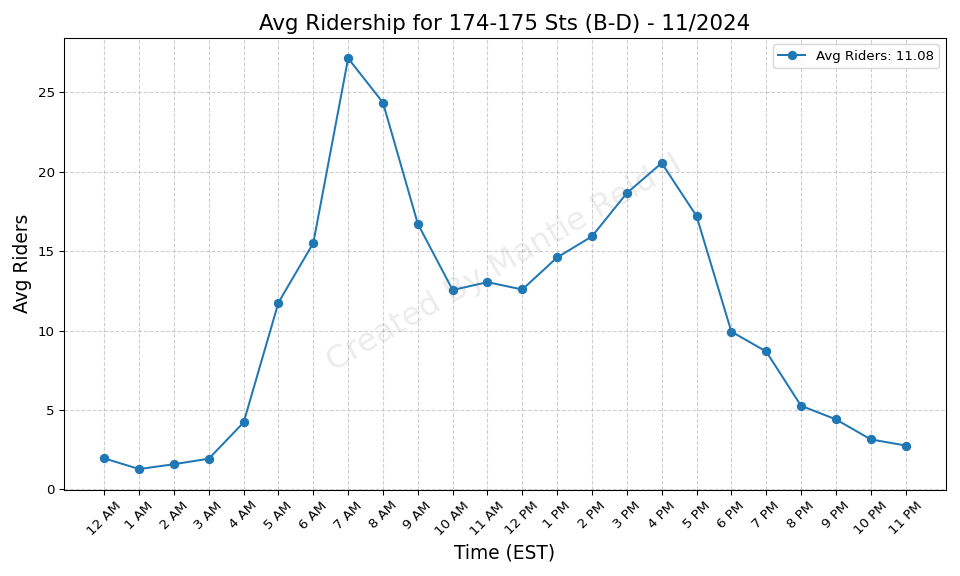 Avg Ridership for 174-175 Sts (B-D) - 11/2024
Avg Riders: 11.08
Avg Riders
25
20
15
10
5
0
Created By Mantie Reid II
12 AM
1 AM
2 AM
3 AM
4 AM
5 AM
6 AM
7 AM
8 AM
9 AM
10 AM
11 AM
12 PM
1 PM
2 PM
3 PM
4 PM
5 PM
6 PM
7 PM
8 PM
9 PM
10 PM
11 PM
Time (EST)